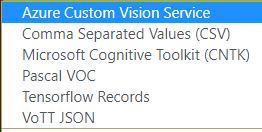 Azure Custom Vision Service
Comma Separated Values (CSV)
Microsoft Cognitive Toolkit (CNTK)
Pascal VOC
Tensorflow Records
VoTT JSON